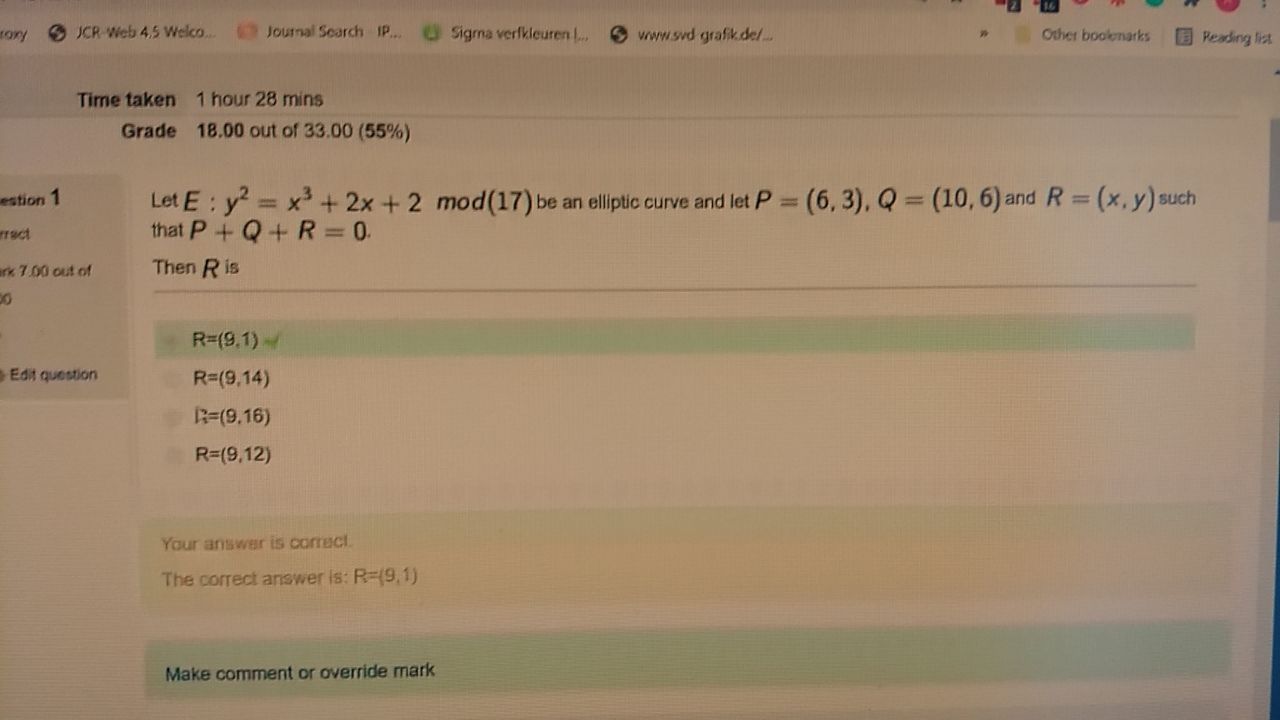 roxy JCR-Web 4,5 Welco... Journal Search - IP... Sigma verfkleuren |... www.svd-grafik.de/... » Other bookmarks Reading list
Time taken 1 hour 28 mins
Grade 18.00 out of 33.00 (55%)
estion 1
rrect
ark 7.00 out of
00
Edit question
Let E : y² = x³ + 2x + 2 mod(17) be an elliptic curve and let P = (6, 3), Q = (10, 6) and R = (x, y) such
that P + Q + R = 0.
Then R is
R=(9,1)
R=(9,14)
R=(9,16)
R=(9,12)
Your answer is correct.
The correct answer is: R=(9,1)
Make comment or override mark